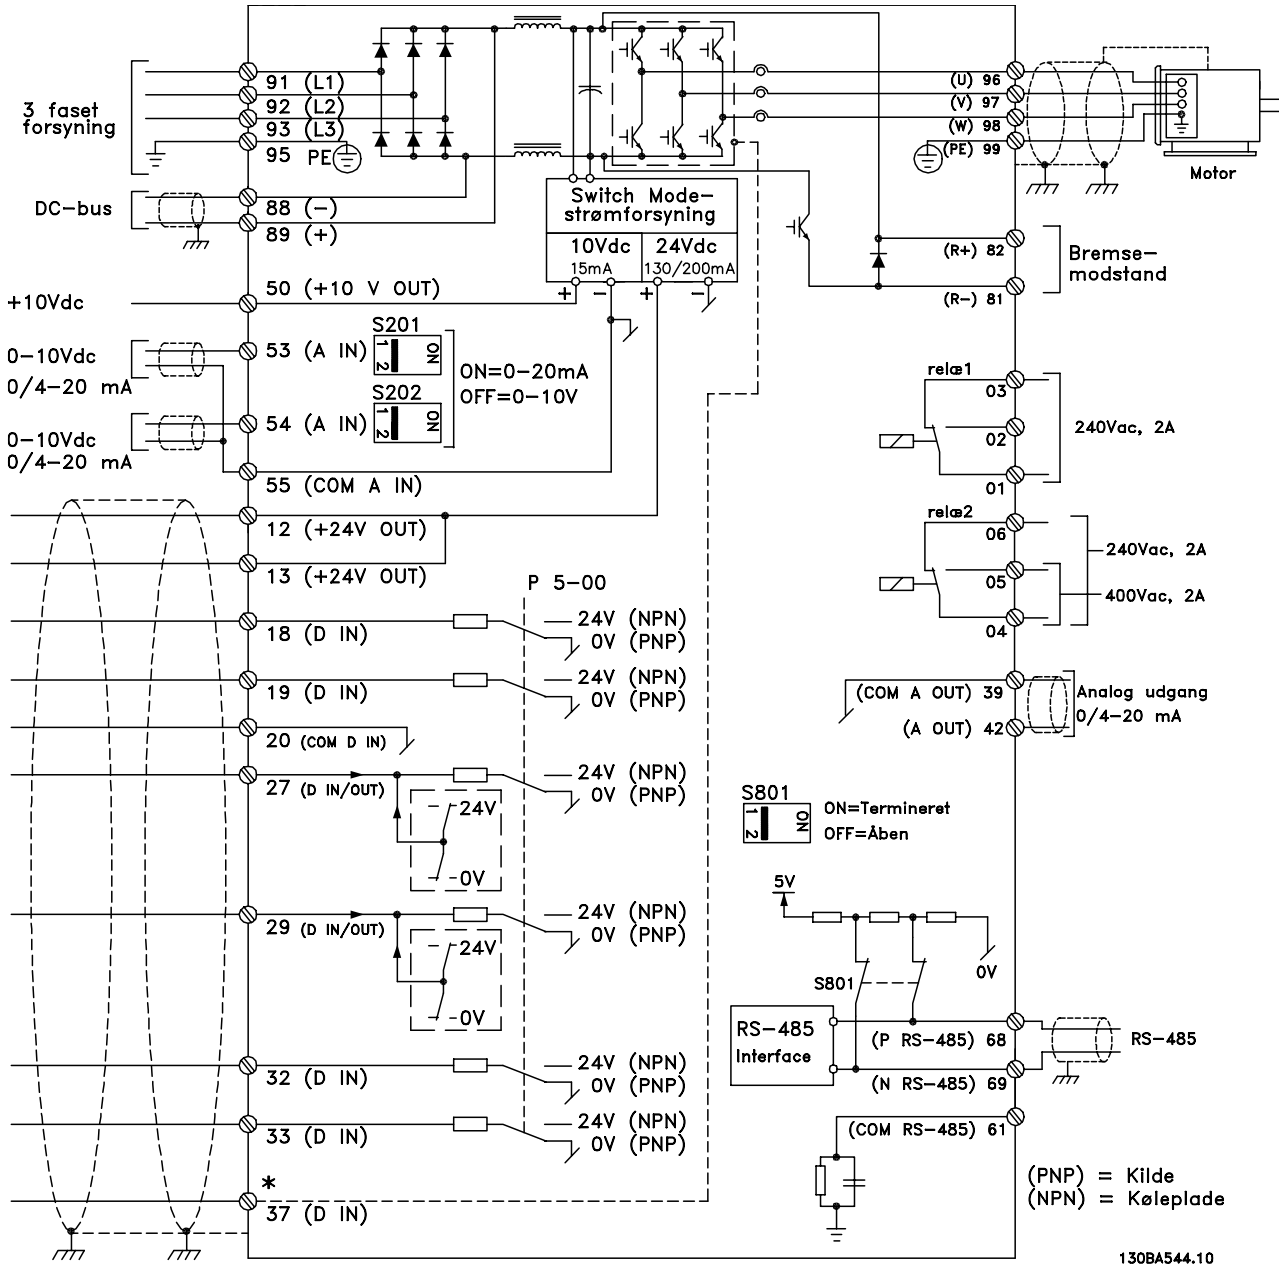 3 faset
forsyning
91 (L1)
92 (L2)
93 (L3)
95 PE
DC-bus
88 (-)
89 (+)
+10Vdc
50 (+10 V OUT)
0-10Vdc
0/4-20 mA
53 (A IN)
S201
1
2
ON
ON=0-20mA
OFF=0-10V
0-10Vdc
0/4-20 mA
54 (A IN)
S202
1
2
ON
55 (COM A IN)
12 (+24V OUT)
13 (+24V OUT)
P 5-00
18 (D IN)
24V (NPN)
0V (PNP)
19 (D IN)
24V (NPN)
0V (PNP)
20 (COM D IN)
27 (D IN/OUT)
24V (NPN)
0V (PNP)
24V
0V
29 (D IN/OUT)
24V (NPN)
0V (PNP)
24V
0V
32 (D IN)
24V (NPN)
0V (PNP)
33 (D IN)
24V (NPN)
0V (PNP)
*
37 (D IN)
Switch Mode-
strømforsyning
10Vdc
15mA
24Vdc
130/200mA
+ - + -
(U) 96
(V) 97
(W) 98
(PE) 99
Motor
(R+) 82
(R-) 81
Bremse-
modstand
relæ1
03
02
01
240Vac, 2A
relæ2
06
05
04
240Vac, 2A
400Vac, 2A
(COM A OUT) 39
(A OUT) 42
Analog udgang
0/4-20 mA
S801
1
2
ON
ON=Termineret
OFF=Åben
5V
0V
S801
RS-485
Interface
(P RS-485) 68
(N RS-485) 69
(COM RS-485) 61
RS-485
(PNP) = Kilde
(NPN) = Køleplade
130BA544.10